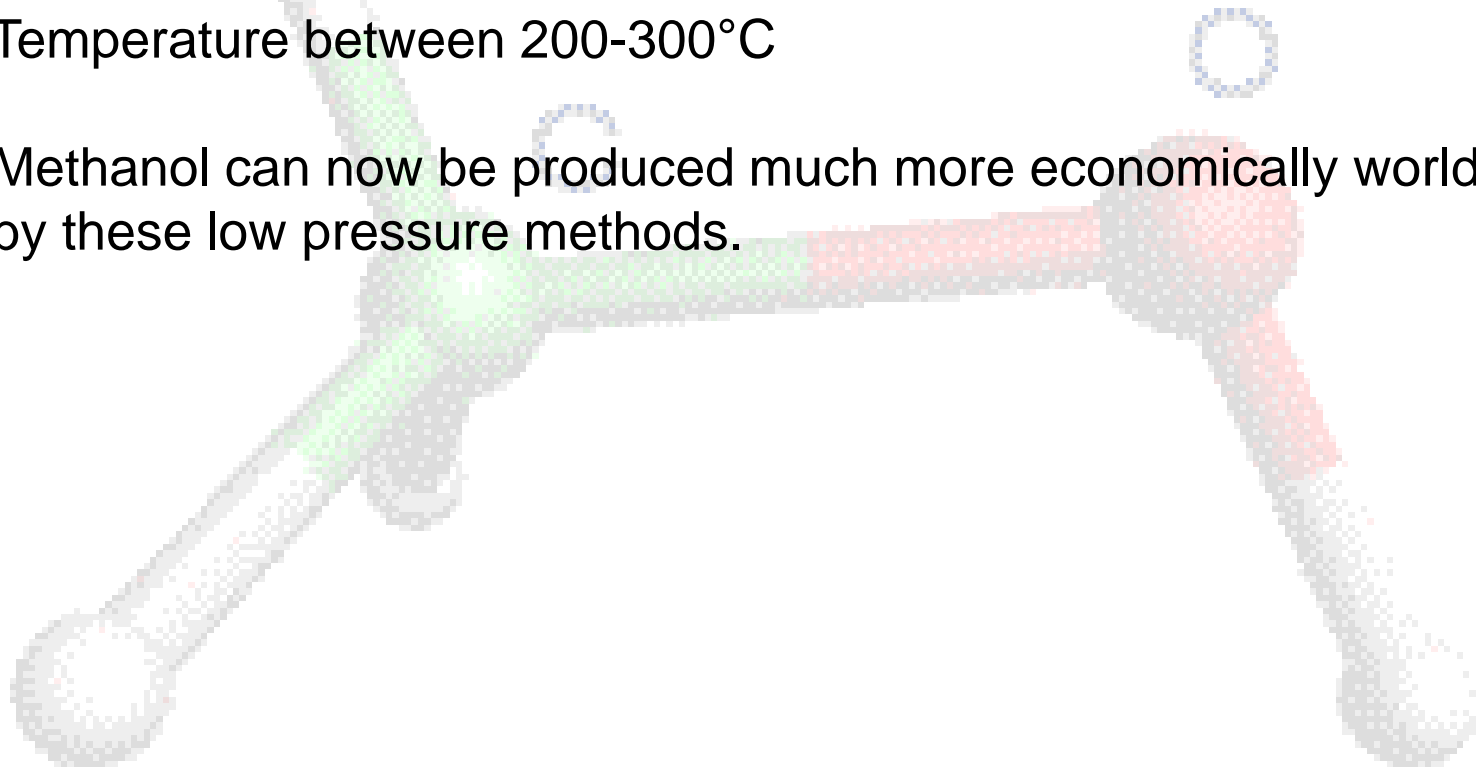 Temperature between 200-300°C
Methanol can now be produced much more economically world
by these low pressure methods.